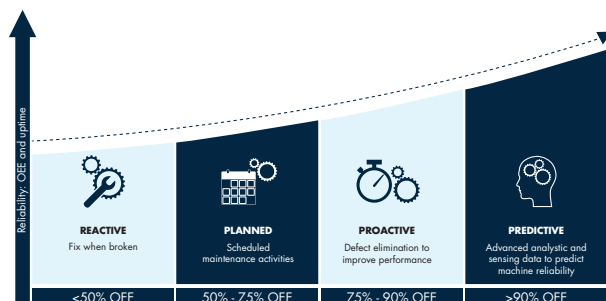 Reliability: OEE and uptime
REACTIVE
Fix when broken
PLANNED
Scheduled
maintenance activities
PROACTIVE
Defect elimination to
improve performance
PREDICTIVE
Advanced analystic and
sensing data to predict
machine reliability
<50% OEE
50% - 75% OEE
75% - 90% OEE
>90% OEE